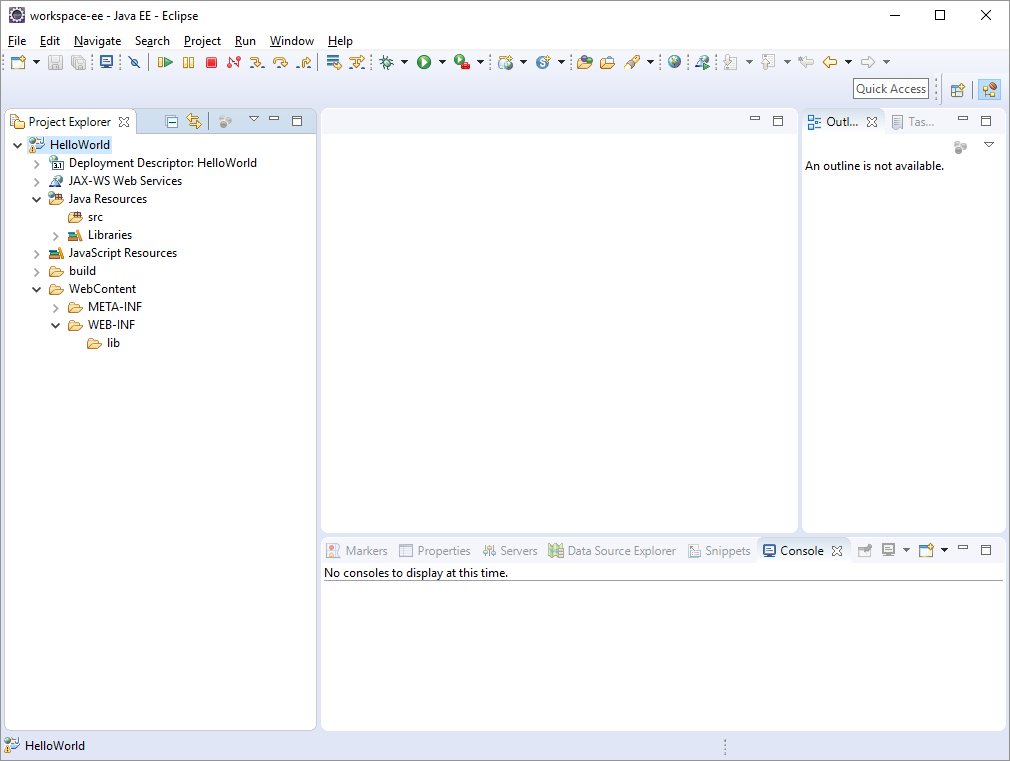 workspace-ee - Java EE - Eclipse
File Edit Navigate Search Project Run Window Help
Quick Access
Project Explorer
HelloWorld
3.1 Deployment Descriptor: HelloWorld
JAX-WS Web Services
Java Resources
src
Libraries
JavaScript Resources
build
WebContent
META-INF
WEB-INF
lib
Outl... Tas...
An outline is not available.
Markers Properties Servers Data Source Explorer Snippets Console
No consoles to display at this time.
HelloWorld